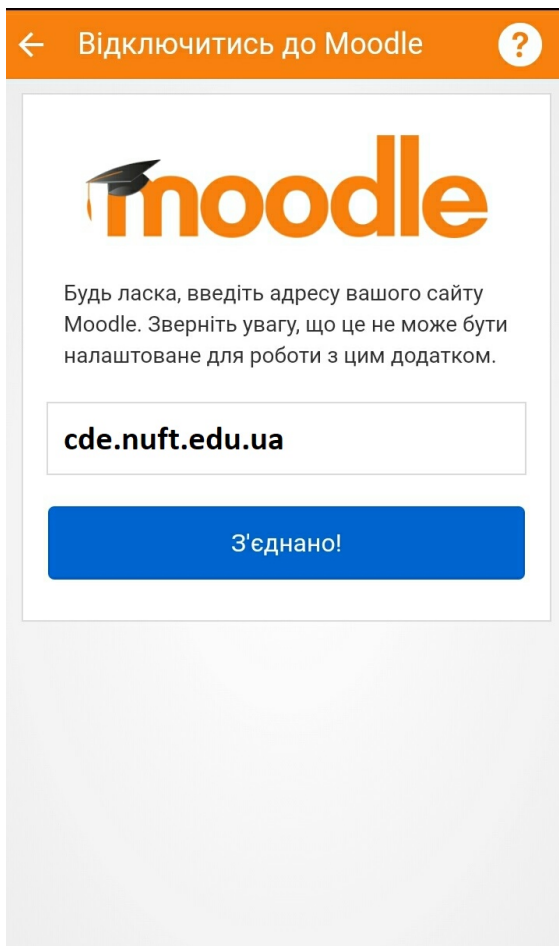 Відключитись до Moodle
?
moodle
Будь ласка, введіть адресу вашого сайту
Moodle. Зверніть увагу, що це не може бути
налаштоване для роботи з цим додатком.
cde.nuft.edu.ua
З'єднано!